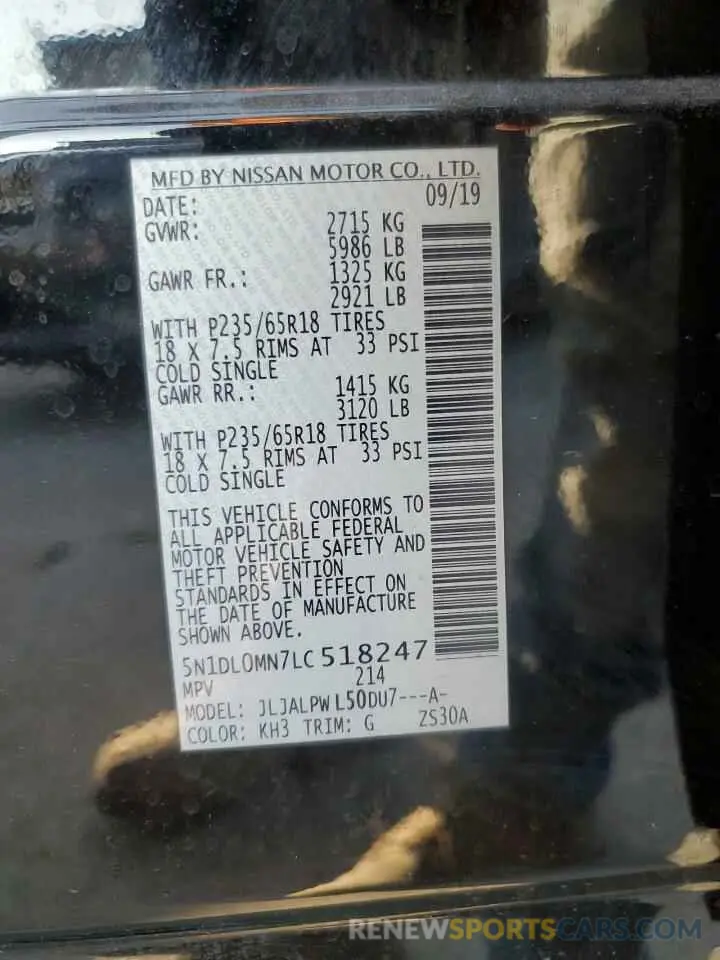 MFD BY NISSAN MOTOR CO., LTD.
DATE: 09/19
GVWR: 2715 KG
5986 LB
GAWR FR.: 1325 KG
2921 LB
WITH P235/65R18 TIRES
18 X 7.5 RIMS AT 33 PSI
COLD SINGLE
GAWR RR.: 1415 KG
3120 LB
WITH P235/65R18 TIRES
18 X 7.5 RIMS AT 33 PSI
COLD SINGLE
THIS VEHICLE CONFORMS TO
ALL APPLICABLE FEDERAL
MOTOR VEHICLE SAFETY AND
THEFT PREVENTION
STANDARDS IN EFFECT ON
THE DATE OF MANUFACTURE
SHOWN ABOVE.
5N1DL0MN7LC518247
MPV 214
MODEL: JLJALPWL50DU7---A-
COLOR: KH3 TRIM: G ZS30A
RENEWSPORTSCARS.COM